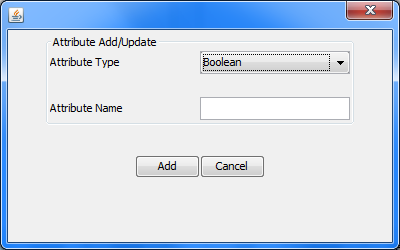 Attribute Add/Update
Attribute Type Boolean
Attribute Name
Add Cancel